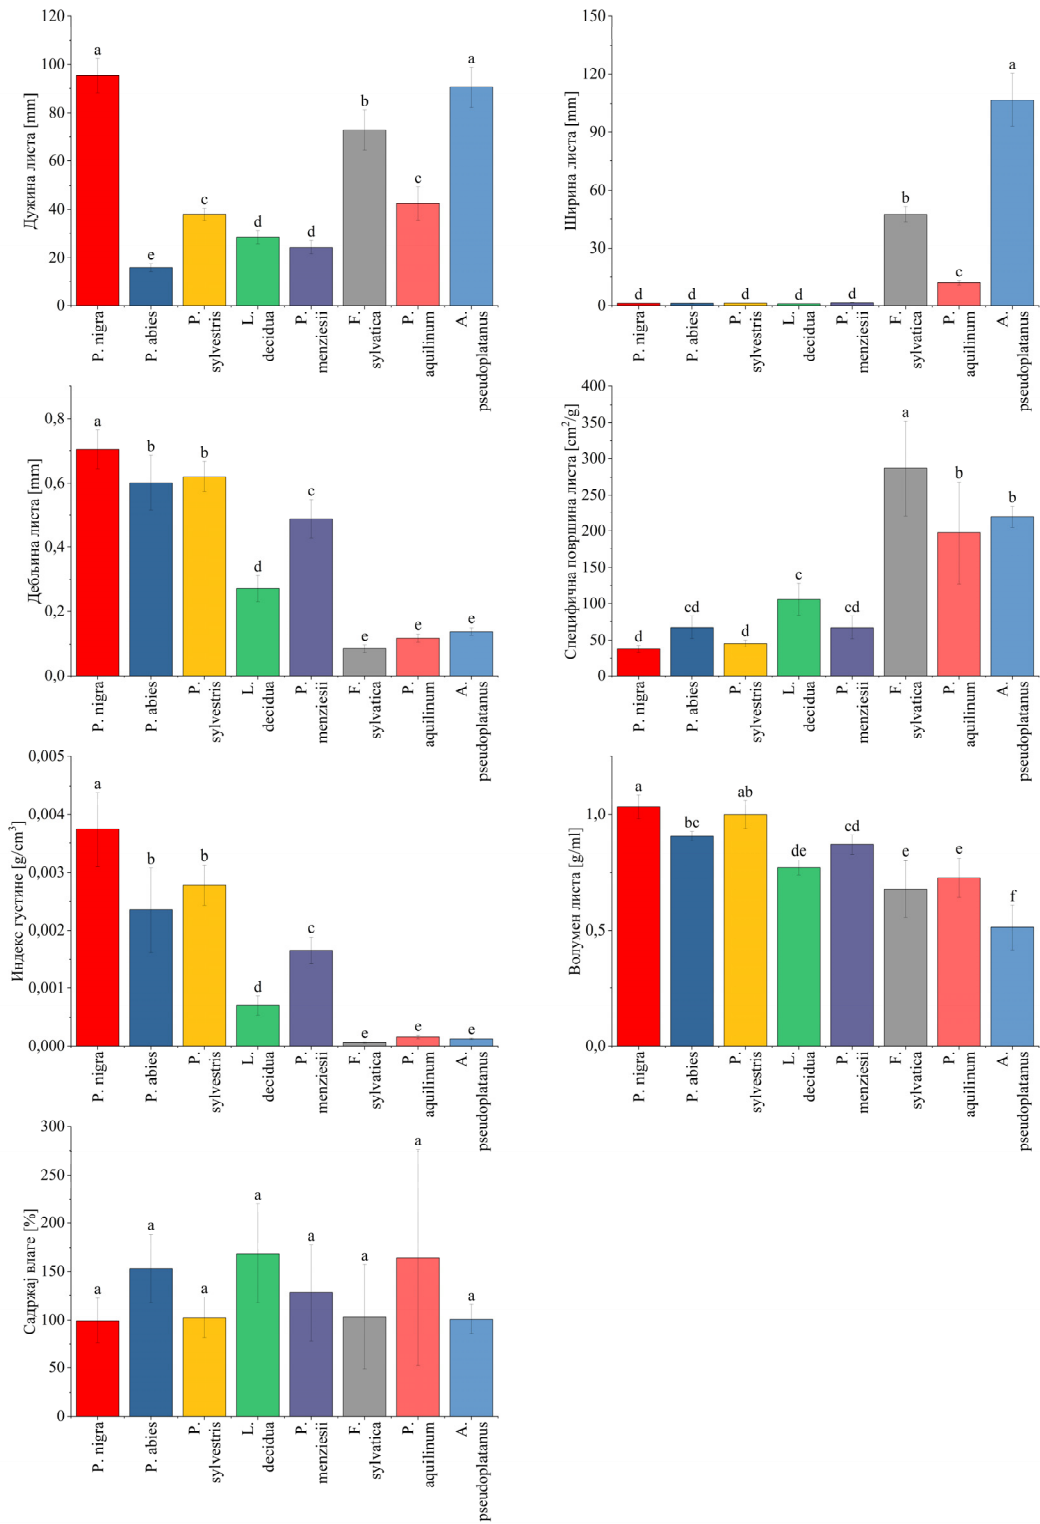 Дужина листа [mm]
120
100
80
60
40
20
0
a
e
c
d
d
b
c
a
P. nigra
P. abies
P.
sylvestris
L.
decidua
P.
menziesii
F.
sylvatica
P.
aquilinum
A.
pseudoplatanus
Ширина листа [mm]
150
120
90
60
30
0
d
d
d
d
d
b
c
a
P. nigra
P. abies
P.
sylvestris
L.
decidua
P.
menziesii
F.
sylvatica
P.
aquilinum
A.
pseudoplatanus
Дебљина листа [mm]
0,8
0,6
0,4
0,2
0,0
a
b
b
d
c
e
e
e
P. nigra
P. abies
P.
sylvestris
L.
decidua
P.
menziesii
F.
sylvatica
P.
aquilinum
A.
pseudoplatanus
Специфична површина листа [cm²/g]
400
350
300
250
200
150
100
50
0
d
cd
d
c
cd
a
b
b
P. nigra
P. abies
P.
sylvestris
L.
decidua
P.
menziesii
F.
sylvatica
P.
aquilinum
A.
pseudoplatanus
Индекс густине [g/cm³]
0,005
0,004
0,003
0,002
0,001
0,000
a
b
b
d
c
e
e
e
P. nigra
P. abies
P.
sylvestris
L.
decidua
P.
menziesii
F.
sylvatica
P.
aquilinum
A.
pseudoplatanus
Волумен листа [g/ml]
1,0
0,5
0,0
a
bc
ab
de
cd
e
e
f
P. nigra
P. abies
P.
sylvestris
L.
decidua
P.
menziesii
F.
sylvatica
P.
aquilinum
A.
pseudoplatanus
Садржај влаге [%]
300
250
200
150
100
50
0
a
a
a
a
a
a
a
a
P. nigra
P. abies
P.
sylvestris
L.
decidua
P.
menziesii
F.
sylvatica
P.
aquilinum
A.
pseudoplatanus